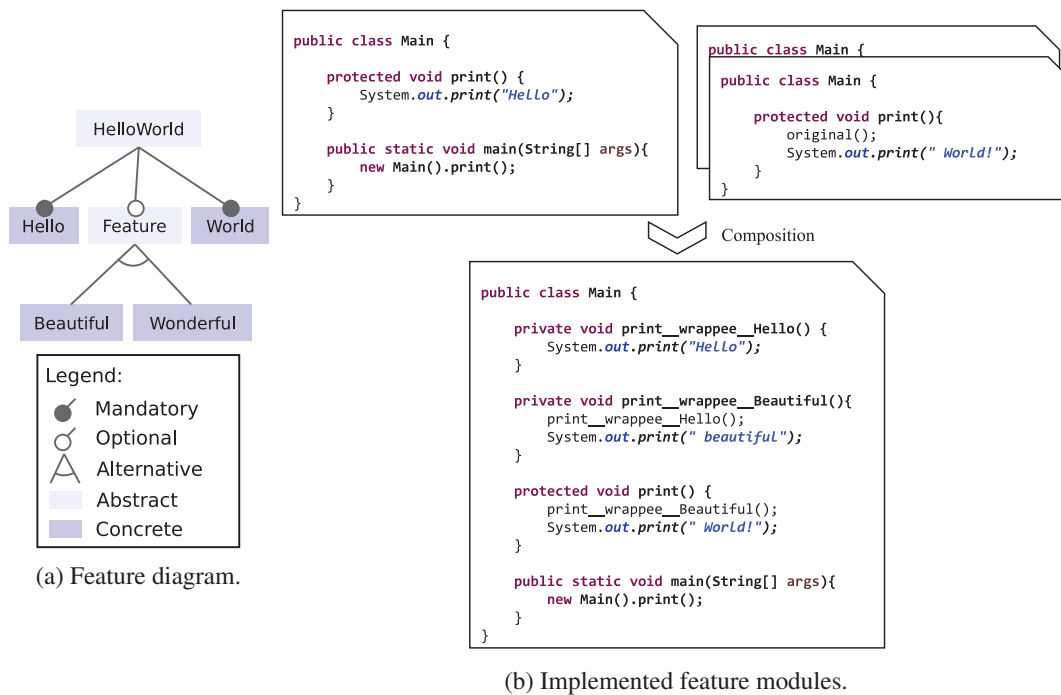 HelloWorld
Hello
Feature
World
Beautiful
Wonderful
Legend:
Mandatory
Optional
Alternative
Abstract
Concrete
(a) Feature diagram.
public class Main {
protected void print() {
System.out.print("Hello");
}
public static void main(String[] args){
new Main().print();
}
}
public class Main {
public class Main {
protected void print(){
original();
System.out.print(" World!");
}
}
Composition
public class Main {
private void print__wrappee__Hello() {
System.out.print("Hello");
}
private void print__wrappee__Beautiful(){
print__wrappee__Hello();
System.out.print(" beautiful");
}
protected void print() {
print__wrappee__Beautiful();
System.out.print(" World!");
}
public static void main(String[] args){
new Main().print();
}
}
(b) Implemented feature modules.